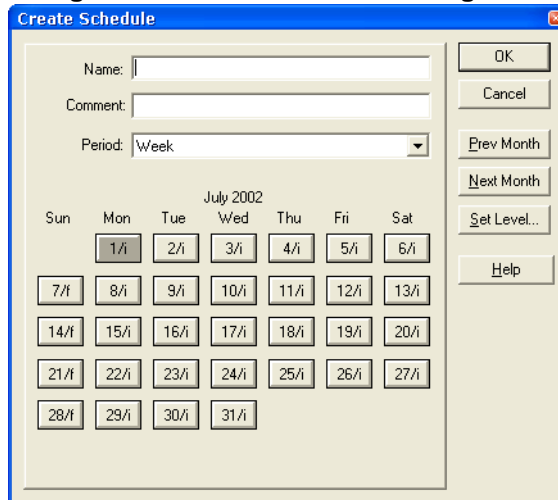 Create Schedule
Name:
Comment:
Period: Week
July 2002
Sun Mon Tue Wed Thu Fri Sat
1/i 2/i 3/i 4/i 5/i 6/i
7/f 8/i 9/i 10/i 11/i 12/i 13/i
14/f 15/i 16/i 17/i 18/i 19/i 20/i
21/f 22/i 23/i 24/i 25/i 26/i 27/i
28/f 29/i 30/i 31/i
OK
Cancel
Prev Month
Next Month
Set Level...
Help